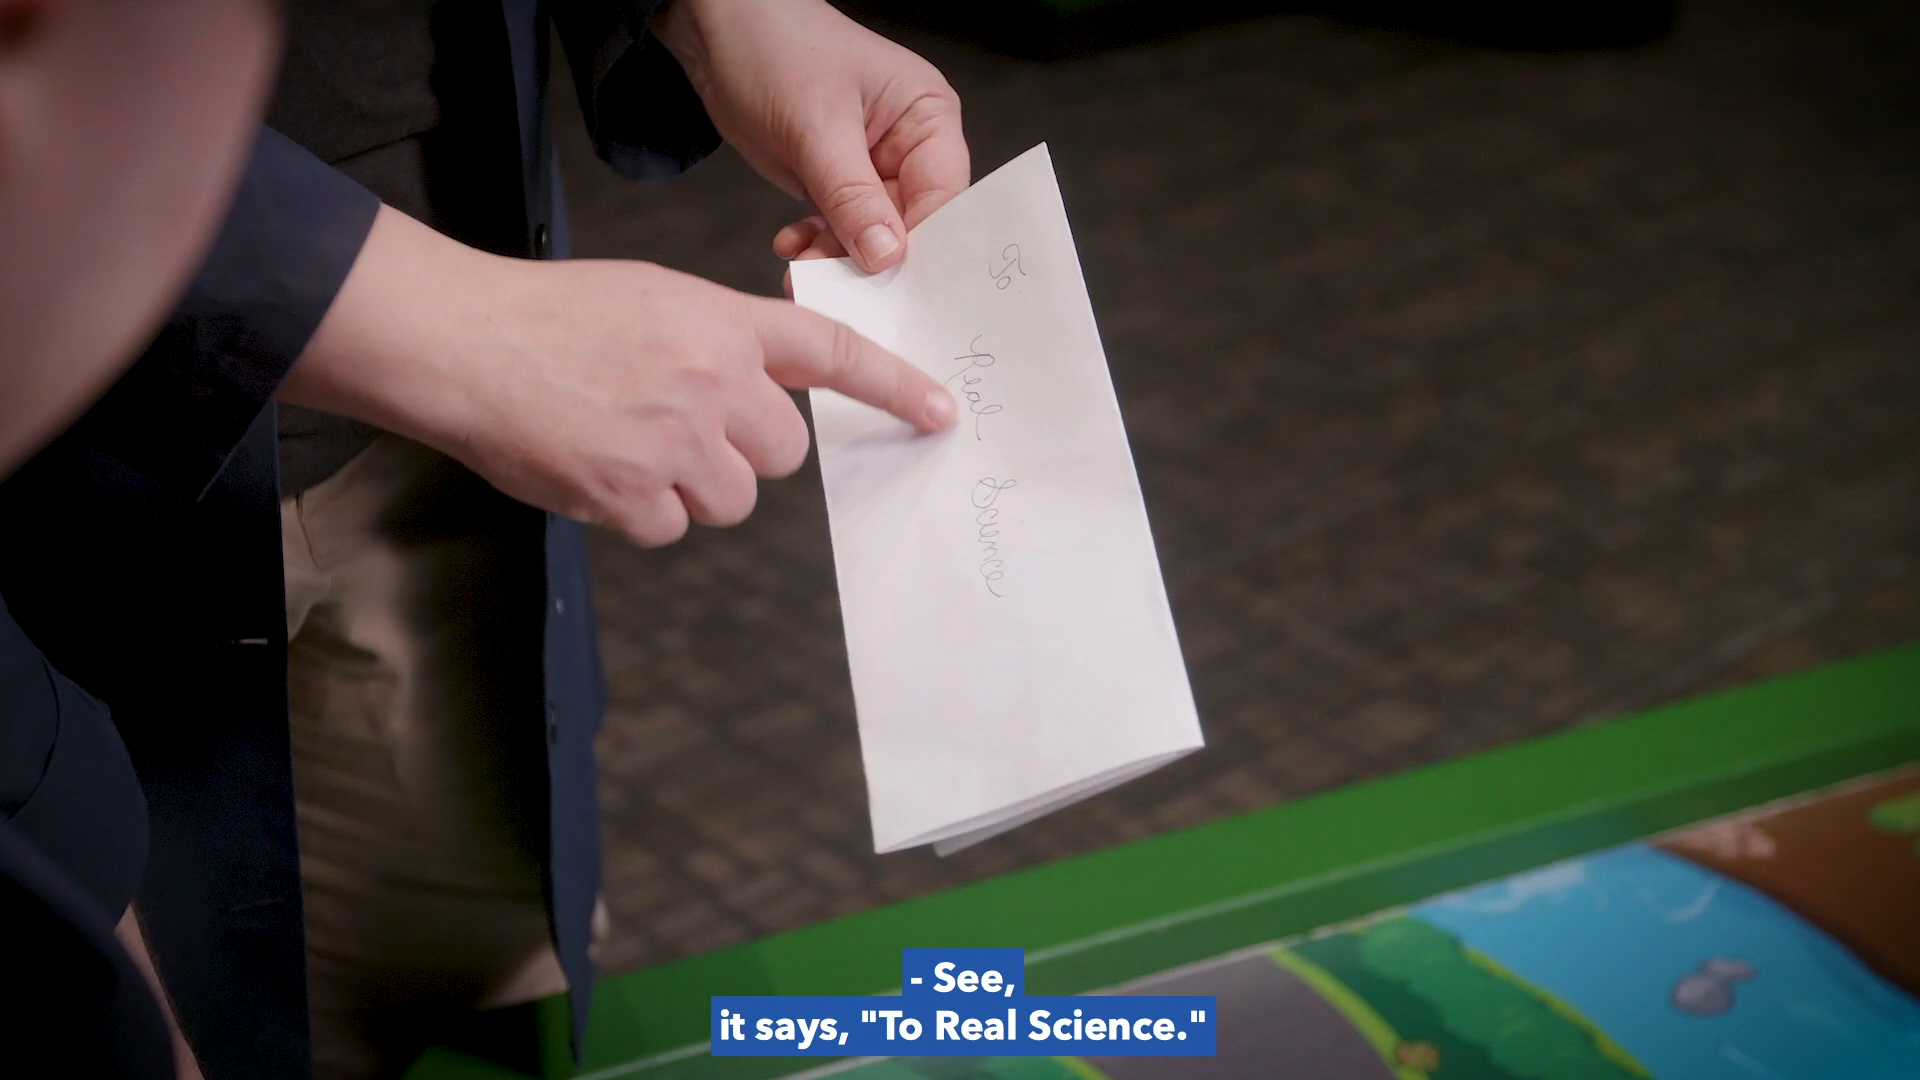 To
Real
Science
- See,
it says, "To Real Science."